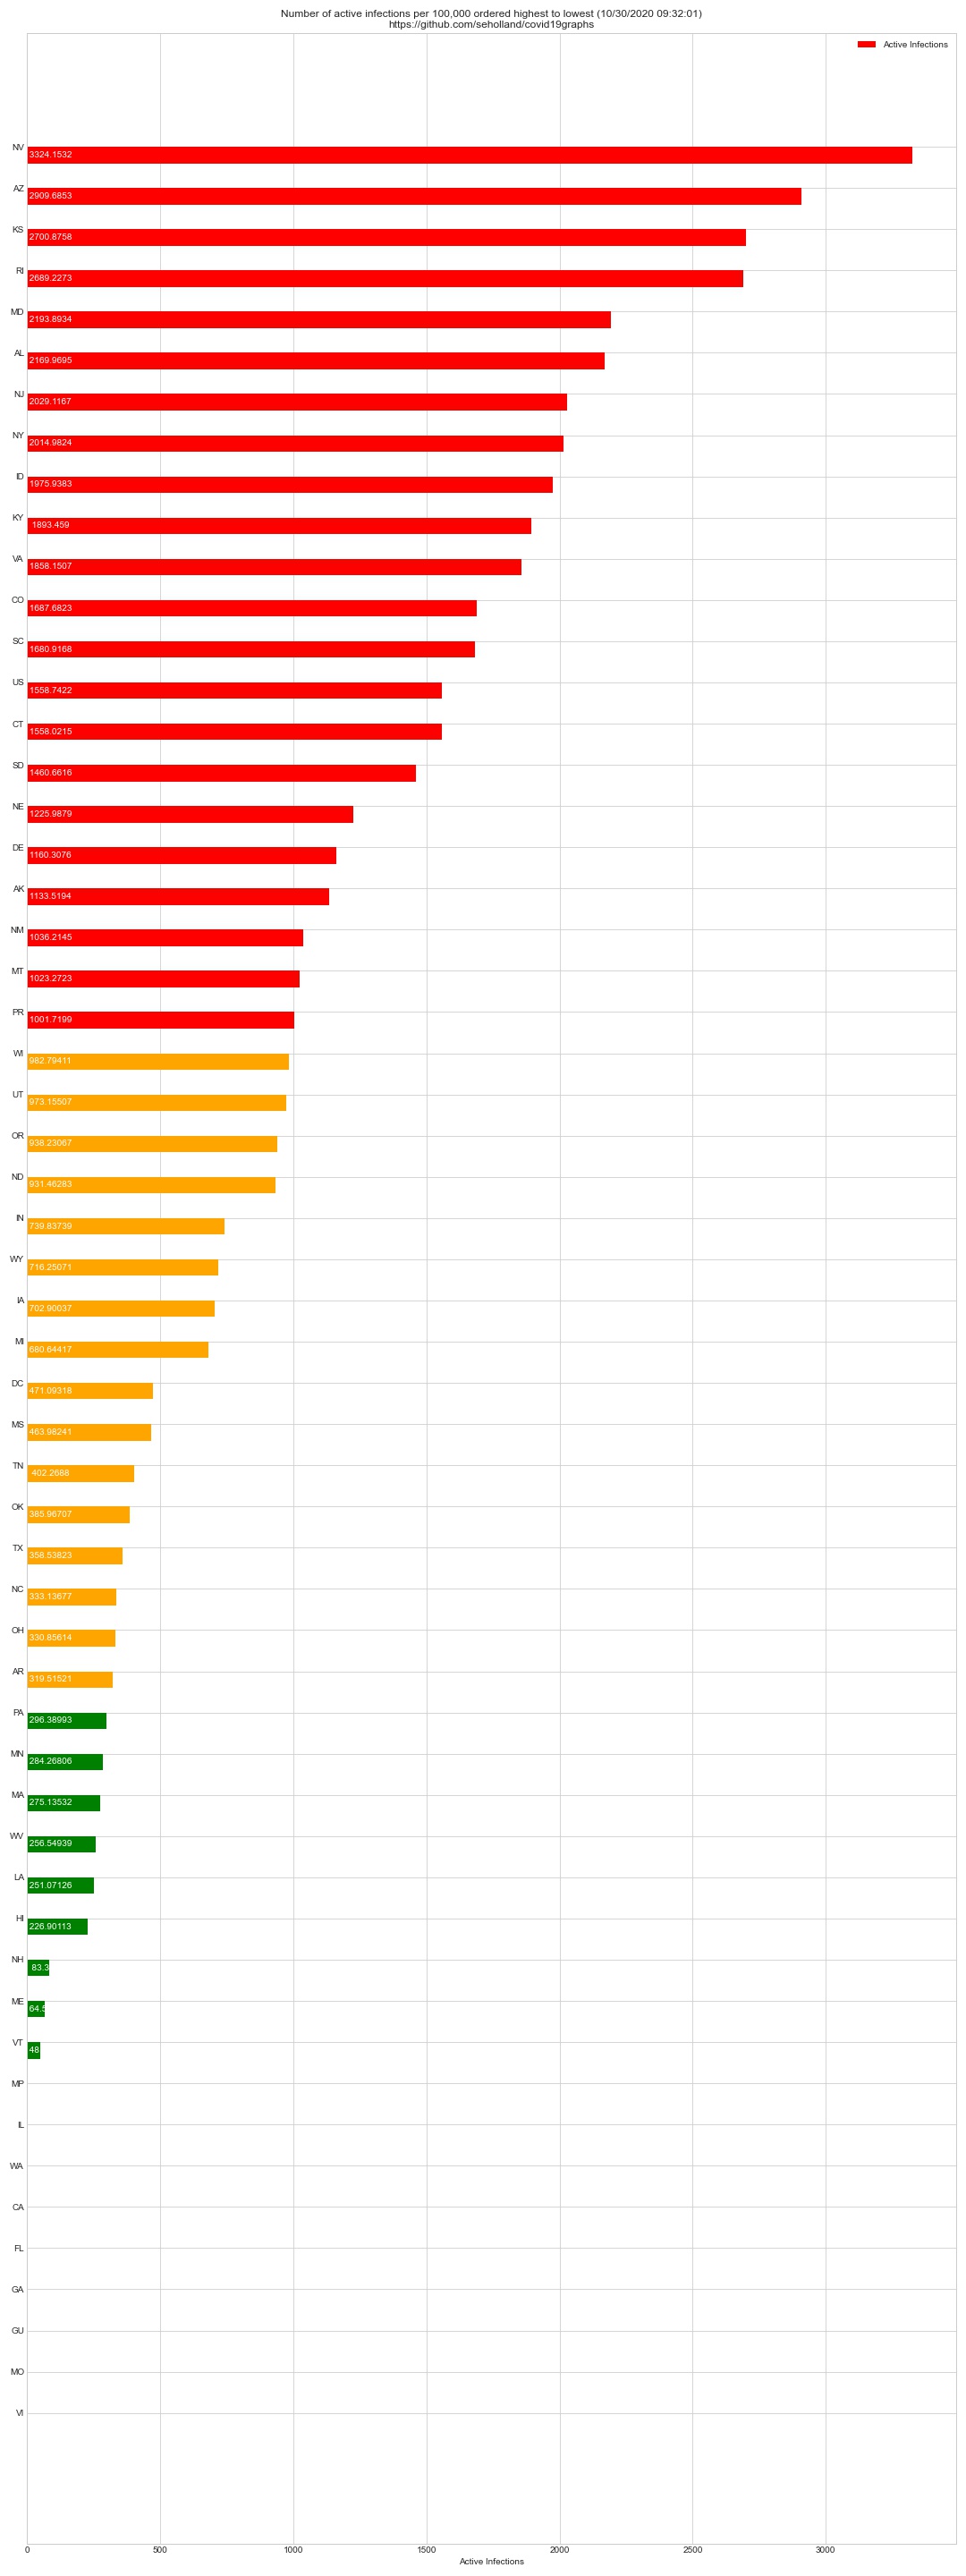 Number of active infections per 100,000 ordered highest to lowest (10/30/2020 09:32:01)
https://github.com/seholland/covid19graphs
Active Infections
NV 3324.1532
AZ 2909.6853
KS 2700.8758
RI 2689.2273
MD 2193.8934
AL 2169.9695
NJ 2029.1167
NY 2014.9824
ID 1975.9383
KY 1893.459
VA 1858.1507
CO 1687.6823
SC 1680.9168
US 1558.7422
CT 1558.0215
SD 1460.6616
NE 1225.9879
DE 1160.3076
AK 1133.5194
NM 1036.2145
MT 1023.2723
PR 1001.7199
WI 982.79411
UT 973.15507
OR 938.23067
ND 931.46283
IN 739.83739
WY 716.25071
IA 702.90037
MI 680.64417
DC 471.09318
MS 463.98241
TN 402.2688
OK 385.96707
TX 358.53823
NC 333.13677
OH 330.85614
AR 319.51521
PA 296.38993
MN 284.26806
MA 275.13532
WV 256.54939
LA 251.07126
HI 226.90113
NH 83.3
ME 64.5
VT 48.
MP
IL
WA
CA
FL
GA
GU
MO
VI
0 500 1000 1500 2000 2500 3000
Active Infections